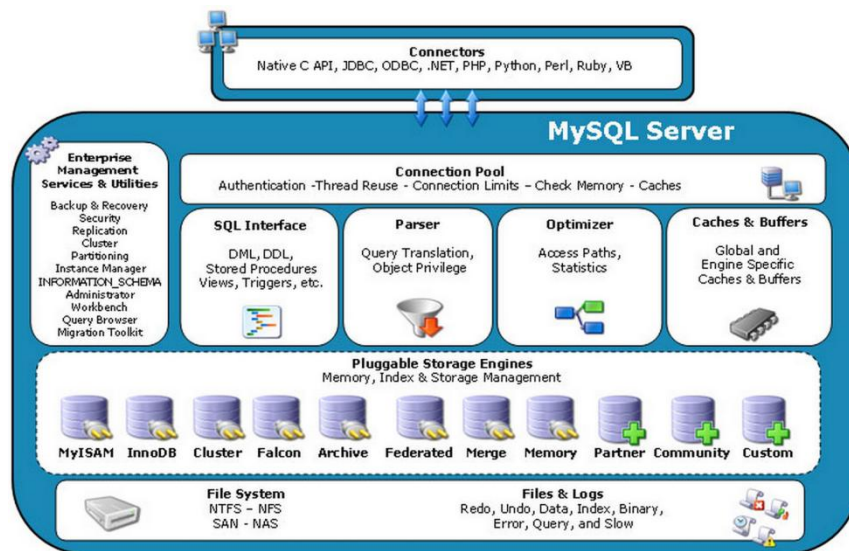 Connectors
Native C API, JDBC, ODBC, .NET, PHP, Python, Perl, Ruby, VB
MySQL Server
Enterprise
Management
Services & Utilities
Backup & Recovery
Security
Replication
Cluster
Partitioning
Instance Manager
INFORMATION_SCHEMA
Administrator
Workbench
Query Browser
Migration Toolkit
Connection Pool
Authentication -Thread Reuse - Connection Limits – Check Memory - Caches
SQL Interface
DML, DDL,
Stored Procedures
Views, Triggers, etc.
Parser
Query Translation,
Object Privilege
Optimizer
Access Paths,
Statistics
Caches & Buffers
Global and
Engine Specific
Caches & Buffers
Pluggable Storage Engines
Memory, Index & Storage Management
MyISAM InnoDB Cluster Falcon Archive Federated Merge Memory Partner Community Custom
File System
NTFS – NFS
SAN - NAS
Files & Logs
Redo, Undo, Data, Index, Binary,
Error, Query, and Slow